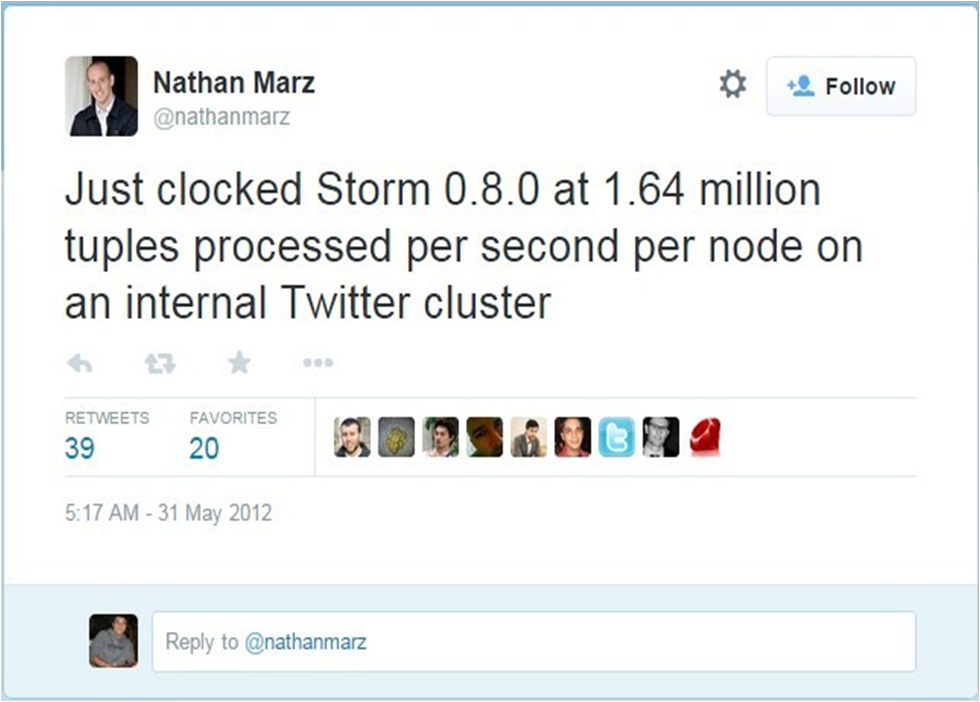 Nathan Marz
@nathanmarz
Follow
Just clocked Storm 0.8.0 at 1.64 million
tuples processed per second per node on
an internal Twitter cluster
RETWEETS FAVORITES
39 20
5:17 AM - 31 May 2012
Reply to @nathanmarz